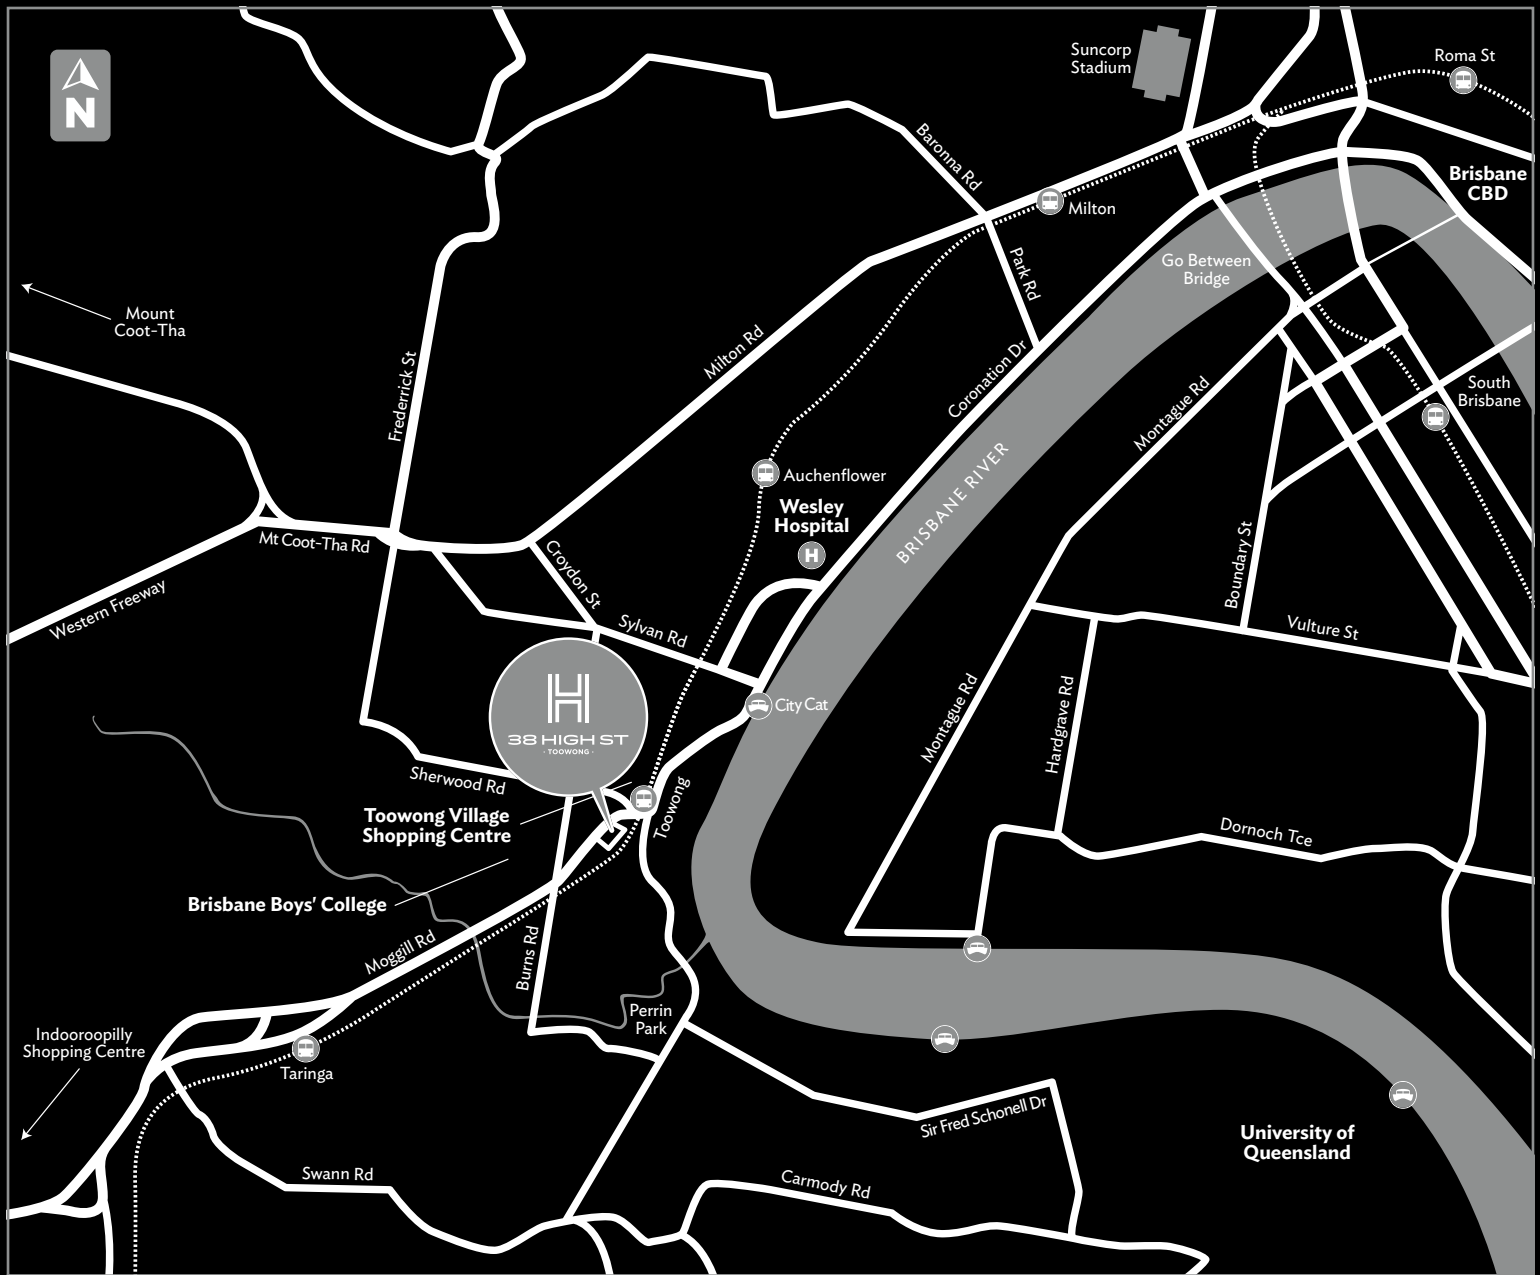 Suncorp
Stadium
Roma St
N
Baronna Rd
Brisbane
CBD
Milton
Park Rd
Go Between
Bridge
Mount
Coot-Tha
Milton Rd
Frederrick St
Coronation Dr
Montague Rd
South
Brisbane
Auchenflower
Wesley
Hospital
H
BRISBANE RIVER
Mt Coot-Tha Rd
Croydon St
Western Freeway
Boundary St
Sylvan Rd
Vulture St
H
38 HIGH ST
- TOOWONG -
City Cat
Montague Rd
Hardgrave Rd
Sherwood Rd
Toowong
Toowong Village
Shopping Centre
Dornoch Tce
Brisbane Boys' College
Moggill Rd
Burns Rd
Perrin
Park
Indooroopilly
Shopping Centre
Taringa
Sir Fred Schonell Dr
University of
Queensland
Swann Rd
Carmody Rd